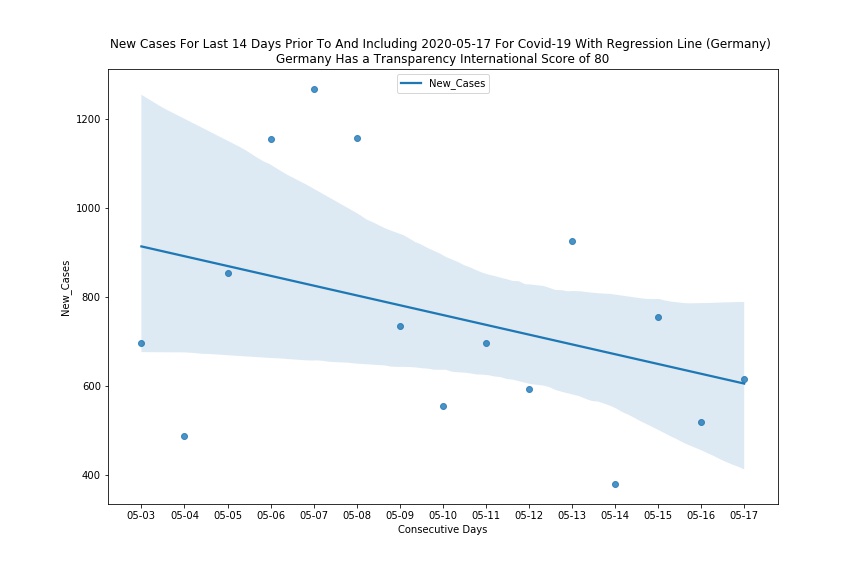 New Cases For Last 14 Days Prior To And Including 2020-05-17 For Covid-19 With Regression Line (Germany)
Germany Has a Transparency International Score of 80
New_Cases
1200
1000
800
600
400
New_Cases
05-03 05-04 05-05 05-06 05-07 05-08 05-09 05-10 05-11 05-12 05-13 05-14 05-15 05-16 05-17
Consecutive Days